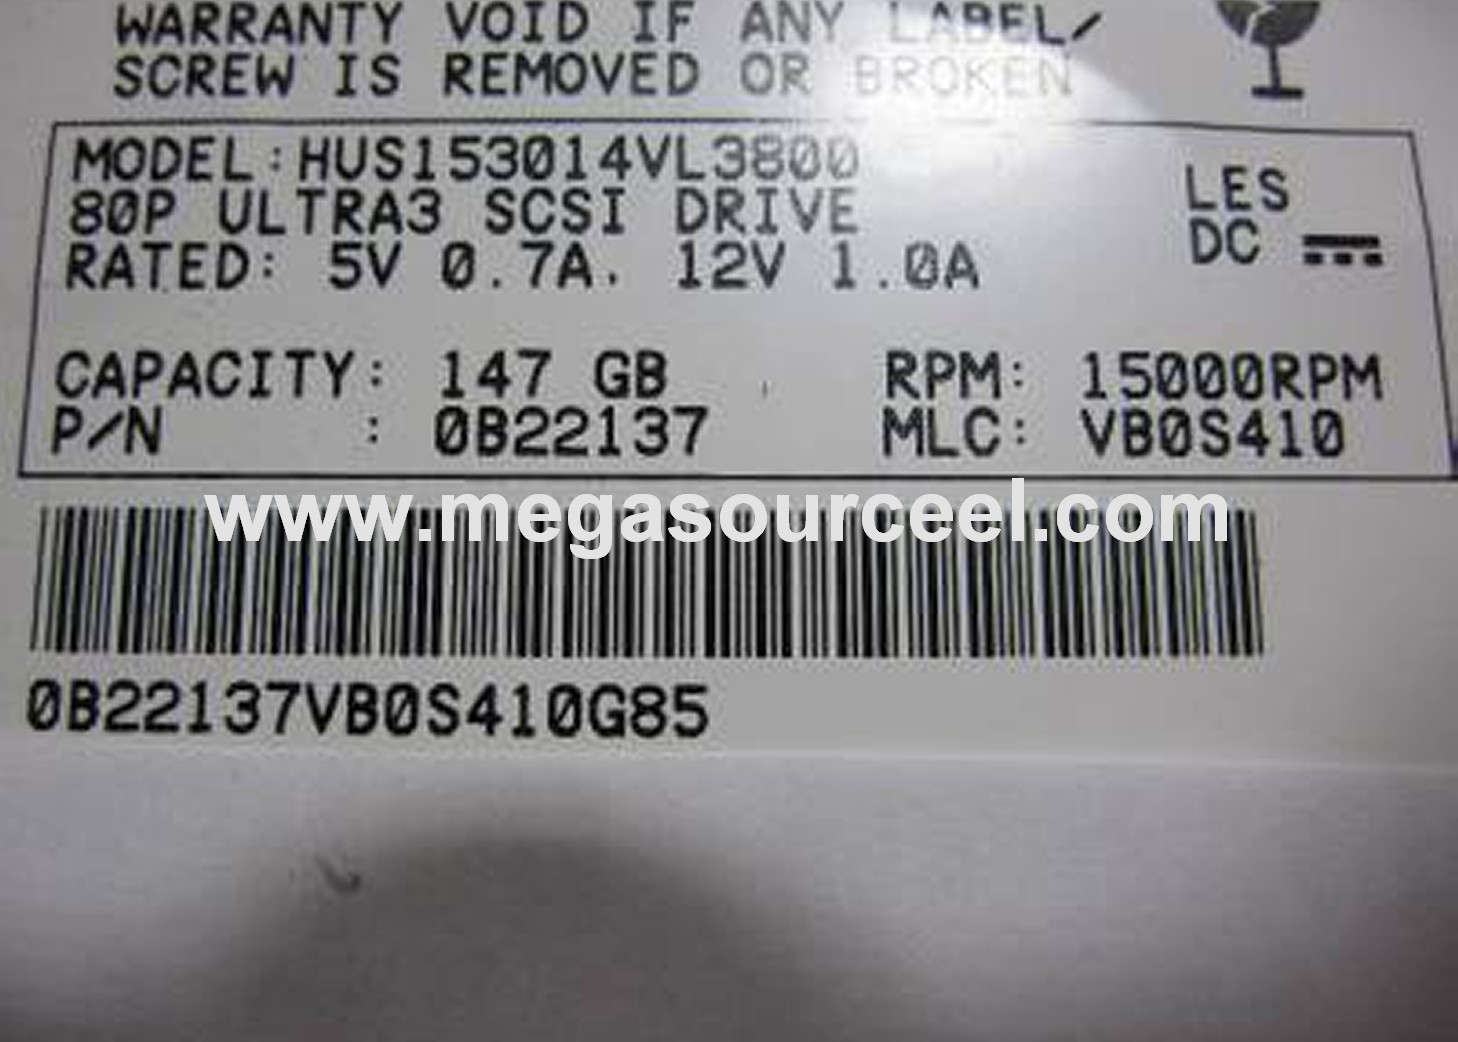 WARRANTY VOID IF ANY LABEL/
SCREW IS REMOVED OR BROKEN
MODEL:HUS153014VL3800
80P ULTRA3 SCSI DRIVE
RATED: 5V 0.7A. 12V 1.0A
LES
DC
CAPACITY: 147 GB RPM: 15000RPM
P/N : 0B22137 MLC: VB0S410
www.megasourceel.com
0B22137VB0S410G85